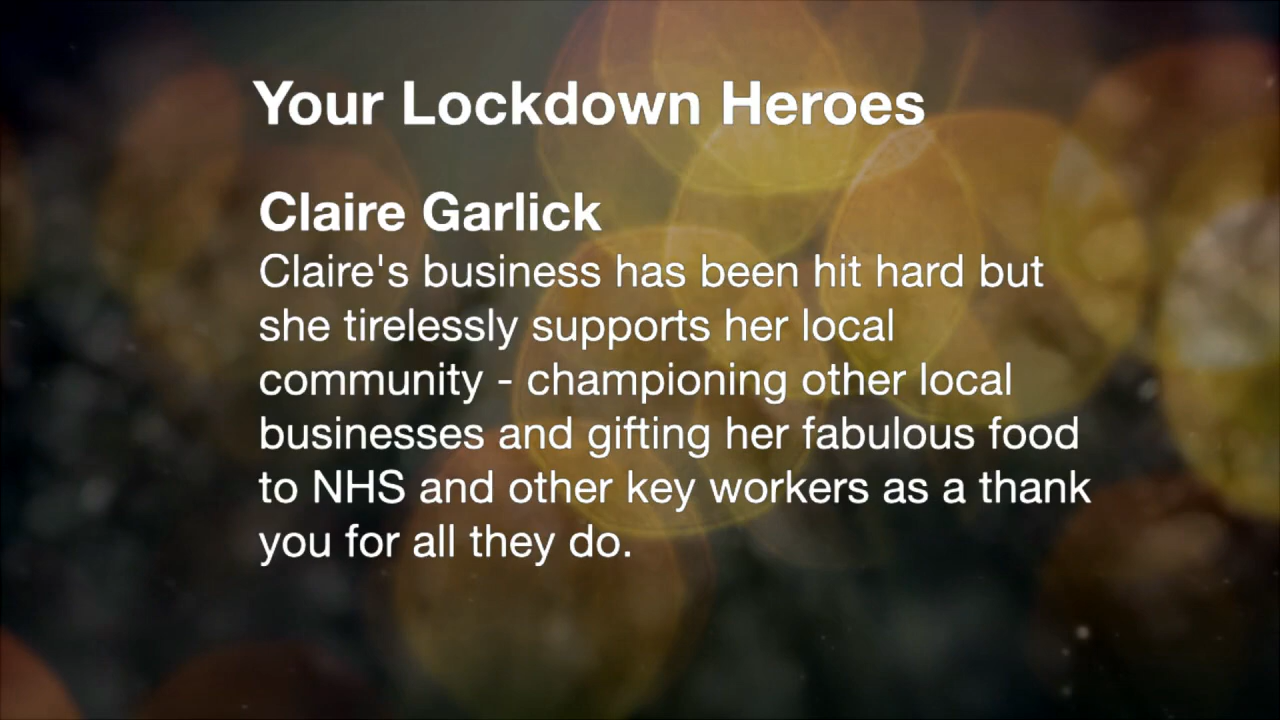 Your Lockdown Heroes
Claire Garlick
Claire's business has been hit hard but
she tirelessly supports her local
community - championing other local
businesses and gifting her fabulous food
to NHS and other key workers as a thank
you for all they do.